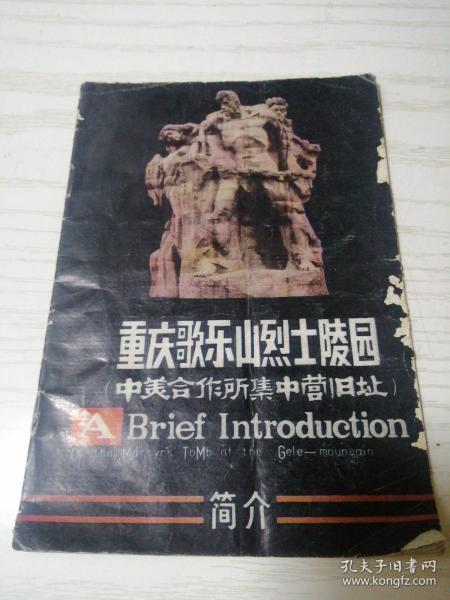 重庆歌乐山烈士陵园
(中美合作所集中营旧址)
A Brief Introduction
Of the Martyr's ToMb at the Gele—mountain
简介
孔夫子旧书网
www.kongfz.com